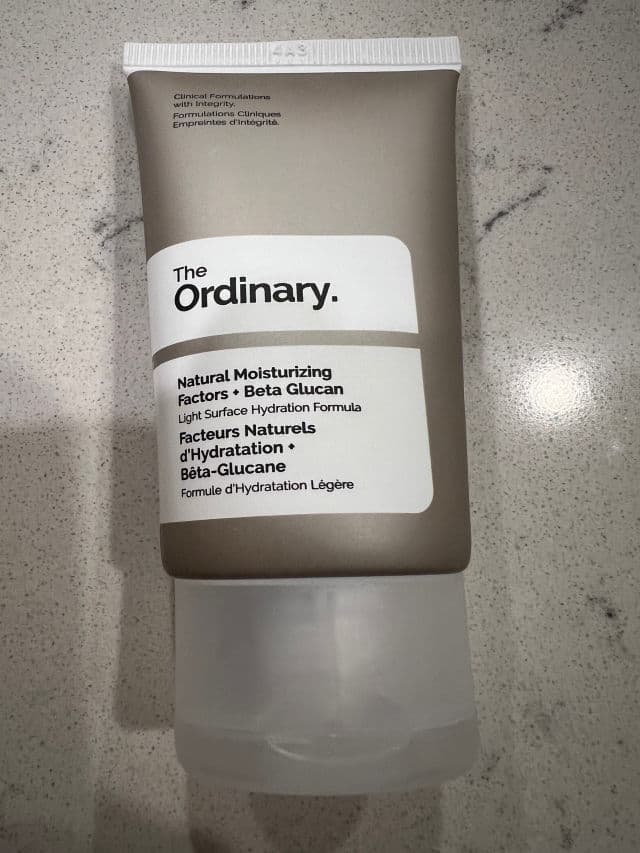 4A3
Clinical Formulations
with Integrity.
Formulations Cliniques
Empreintes d'Intégrité.
The
Ordinary.
Natural Moisturizing
Factors + Beta Glucan
Light Surface Hydration Formula
Facteurs Naturels
d'Hydratation +
Bêta-Glucane
Formule d'Hydratation Légère